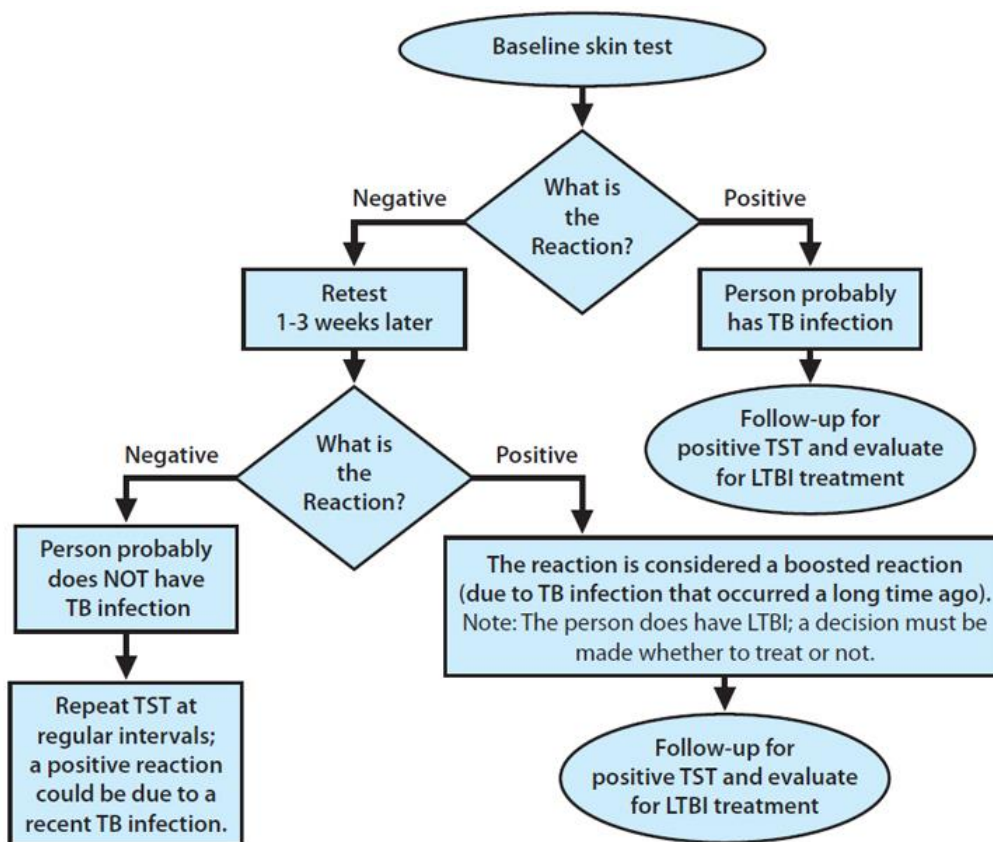 Baseline skin test
What is
the
Reaction?
Negative
Positive
Retest
1-3 weeks later
Person probably
has TB infection
Follow-up for
positive TST and evaluate
for LTBI treatment
What is
the
Reaction?
Negative
Positive
Person probably
does NOT have
TB infection
The reaction is considered a boosted reaction
(due to TB infection that occurred a long time ago).
Note: The person does have LTBI; a decision must be
made whether to treat or not.
Repeat TST at
regular intervals;
a positive reaction
could be due to a
recent TB infection.
Follow-up for
positive TST and evaluate
for LTBI treatment